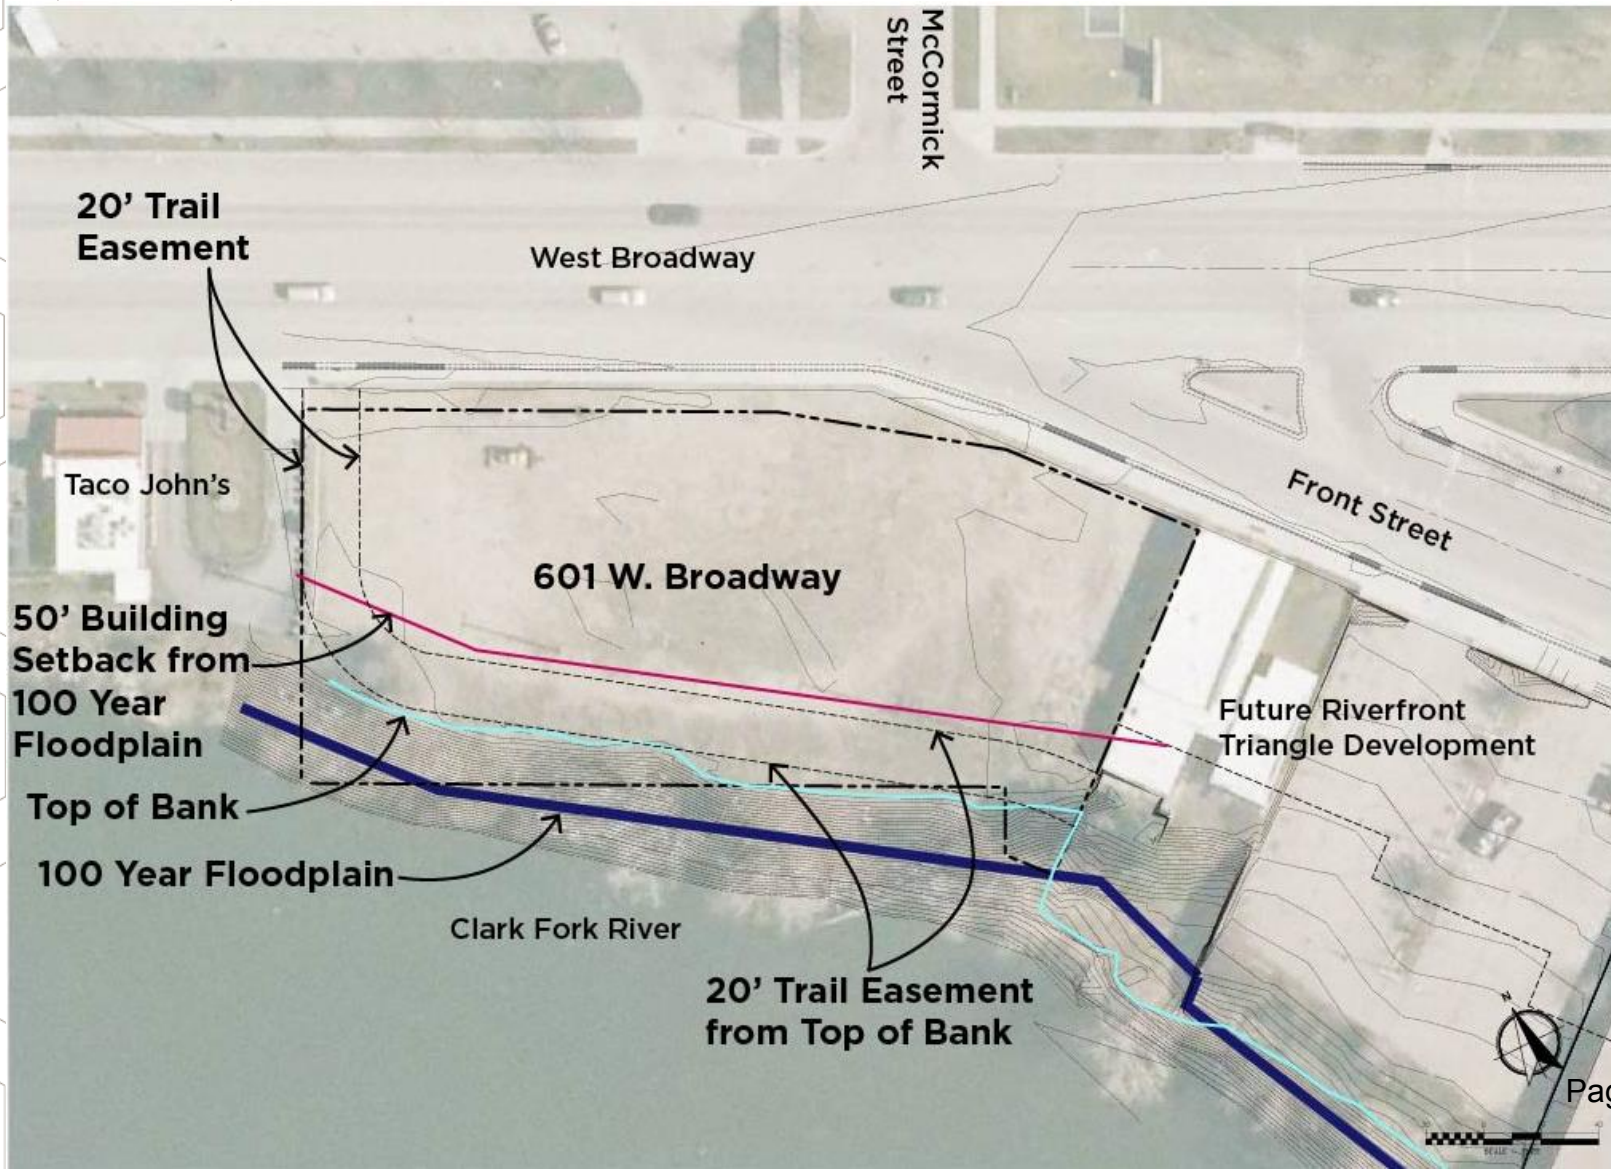 McCormick
Street
20’ Trail
Easement
West Broadway
Taco John’s
Front Street
601 W. Broadway
50’ Building
Setback from
100 Year
Floodplain
Future Riverfront
Triangle Development
Top of Bank
100 Year Floodplain
Clark Fork River
20’ Trail Easement
from Top of Bank
N
Pag